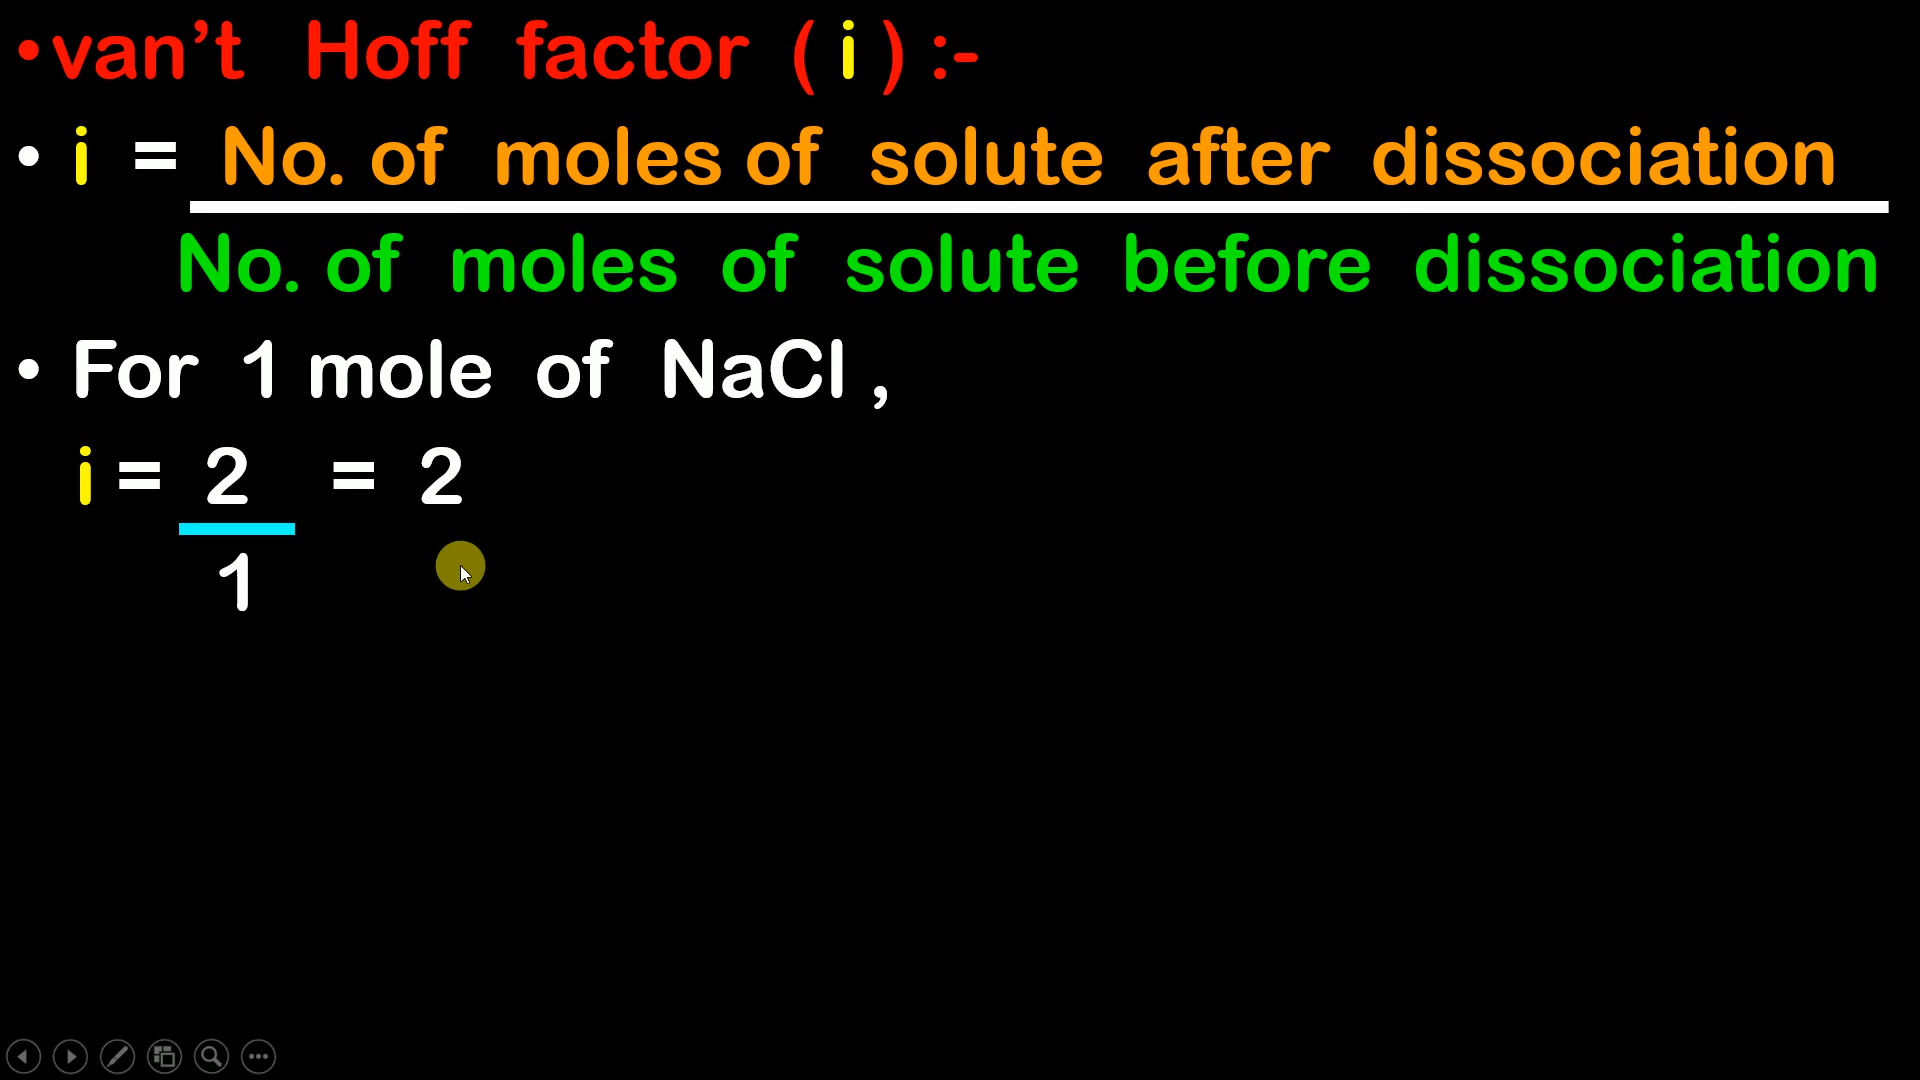 •van’t Hoff factor ( i ) :-
• i = No. of moles of solute after dissociation
No. of moles of solute before dissociation
• For 1 mole of NaCl ,
i = 2 = 2
1